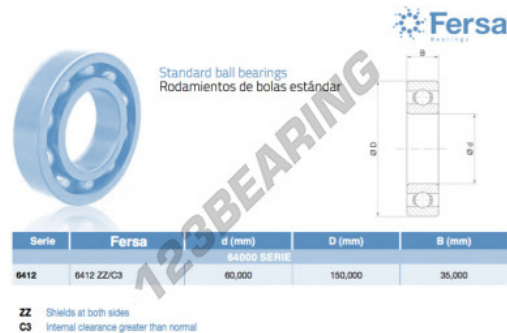 Fersa
Bearings
Standard ball bearings
Rodamientos de bolas estándar
B
Ø D
Ø d
123BEARING
Serie Fersa d (mm) D (mm) B (mm)
64000 SERIE
6412 6412 ZZ/C3 60,000 150,000 35,000
ZZ Shields at both sides
C3 Internal clearance greater than normal